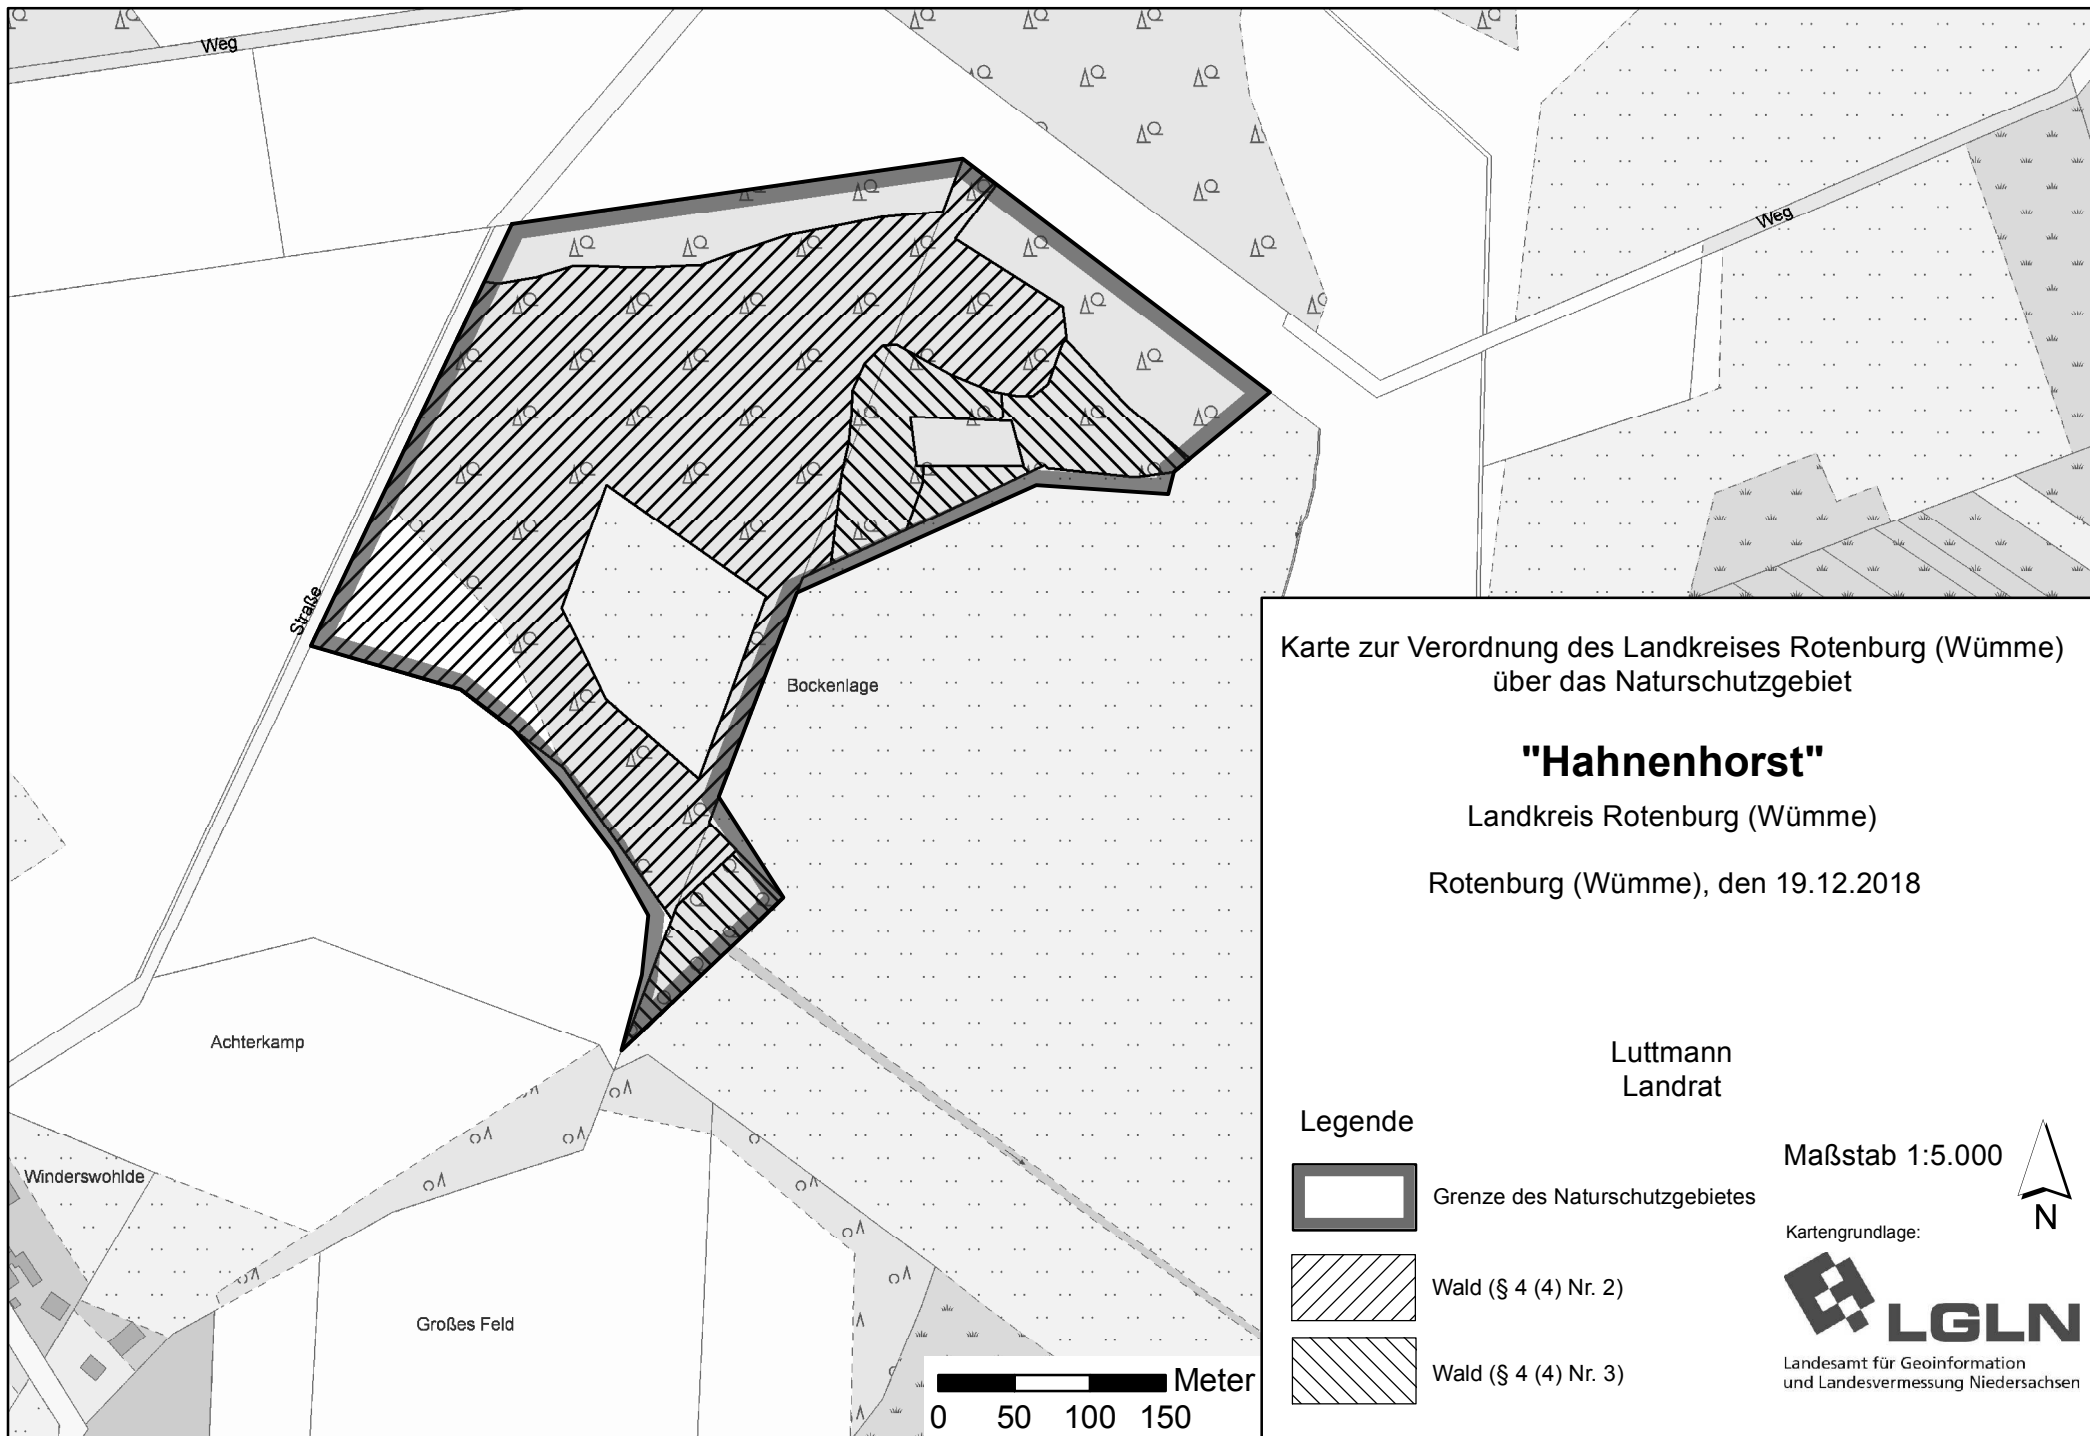 Weg
Weg
Straße
Bockenlage
Achterkamp
Winderswohlde
Großes Feld
Karte zur Verordnung des Landkreises Rotenburg (Wümme)
über das Naturschutzgebiet
"Hahnenhorst"
Landkreis Rotenburg (Wümme)
Rotenburg (Wümme), den 19.12.2018
Luttmann
Landrat
Legende
Grenze des Naturschutzgebietes
Wald (§ 4 (4) Nr. 2)
Wald (§ 4 (4) Nr. 3)
Maßstab 1:5.000
N
Kartengrundlage:
LGLN
Landesamt für Geoinformation
und Landesvermessung Niedersachsen
Meter
0 50 100 150